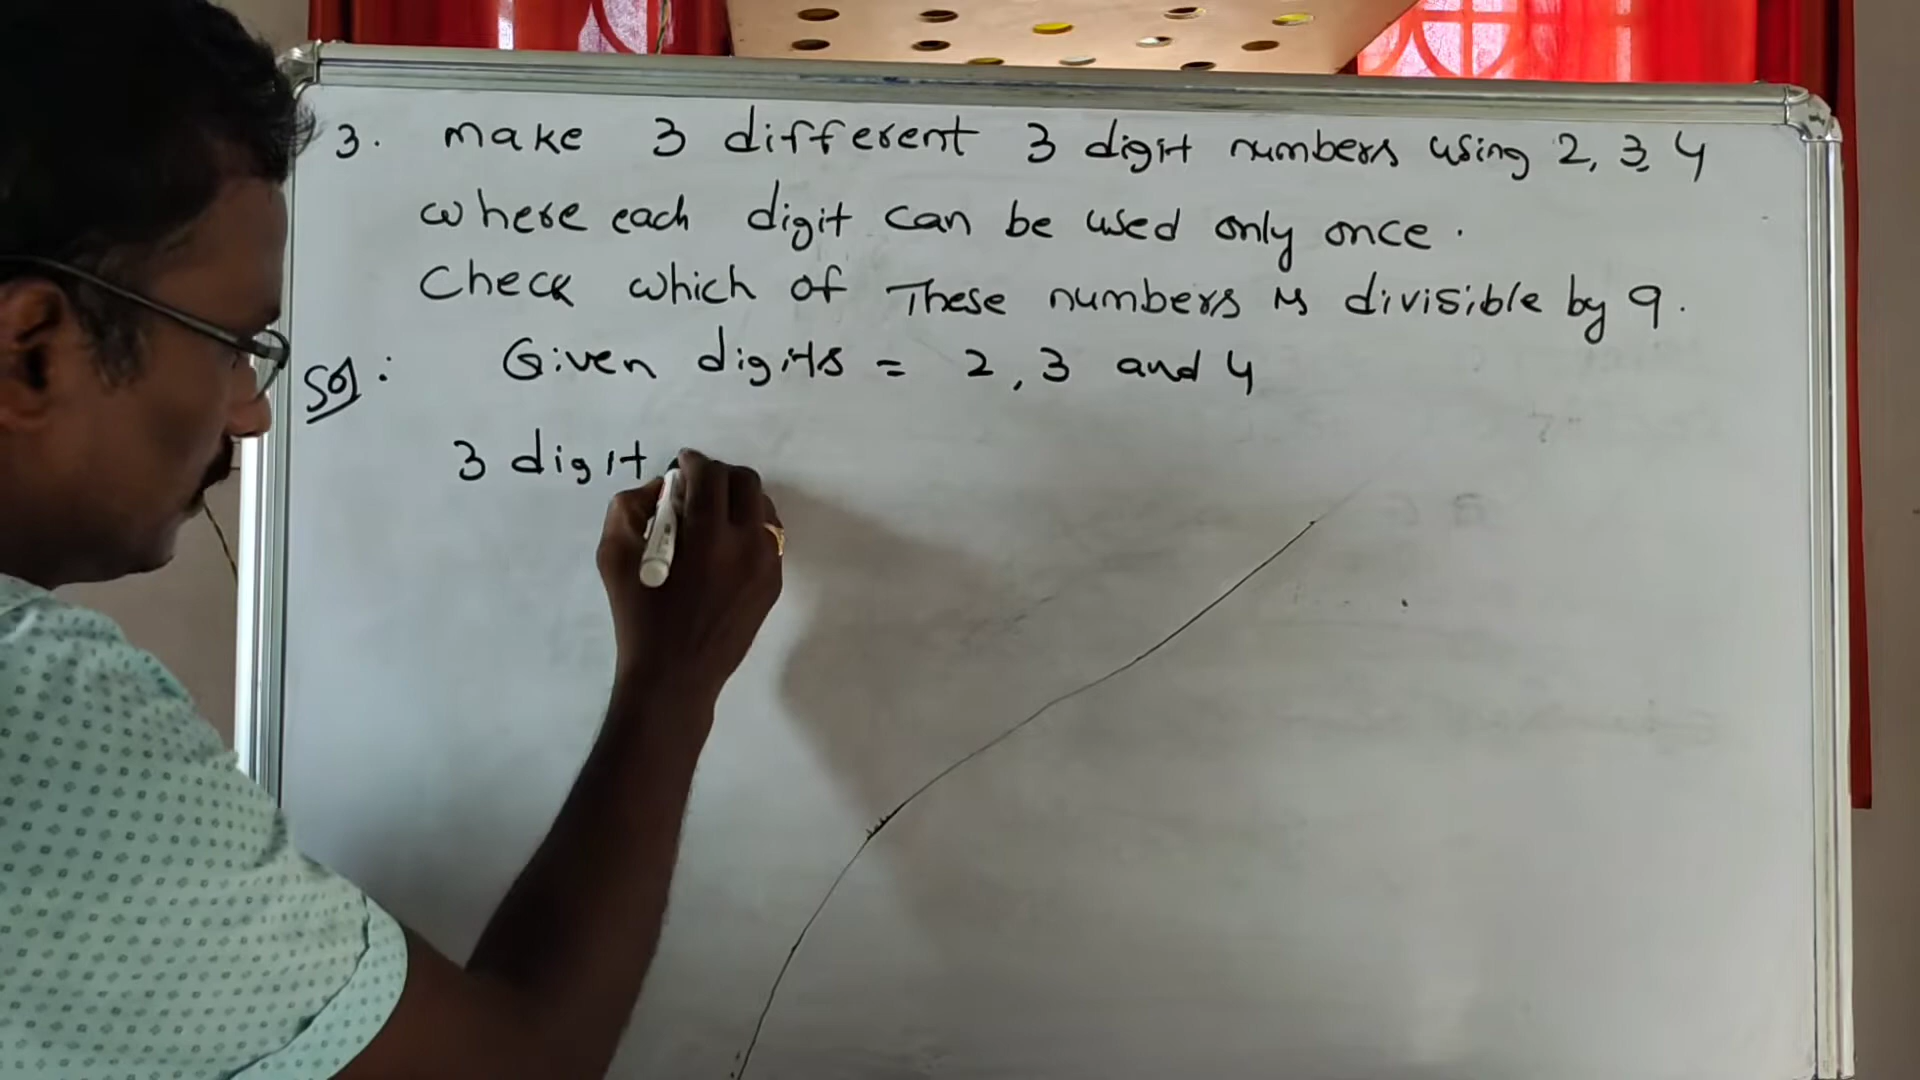 3. make 3 different 3 digit numbers using 2, 3, 4
where each digit can be used only once.
Check which of These numbers is divisible by 9.
Sol: Given digits = 2, 3 and 4
3 digit